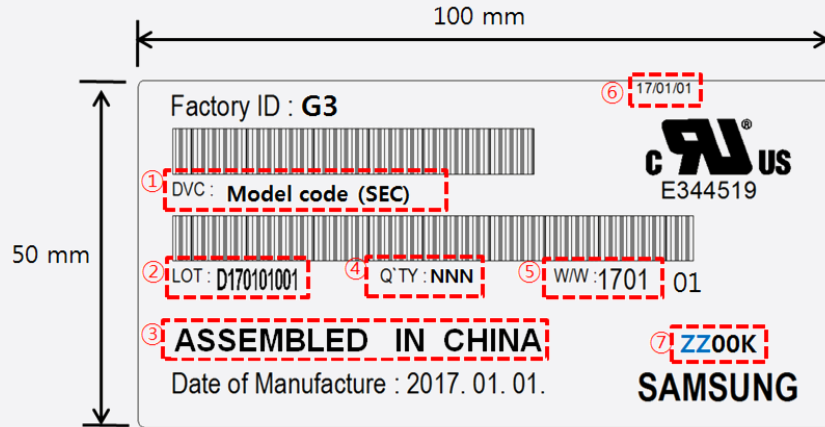 100 mm
⑥ 17/01/01
Factory ID : G3
C RU ® US
E344519
① DVC : Model code (SEC)
50 mm
② LOT : D170101001 ④ Q`TY : NNN ⑤ W/W :1701 01
③ ASSEMBLED IN CHINA
⑦ ZZ00K
Date of Manufacture : 2017. 01. 01.
SAMSUNG